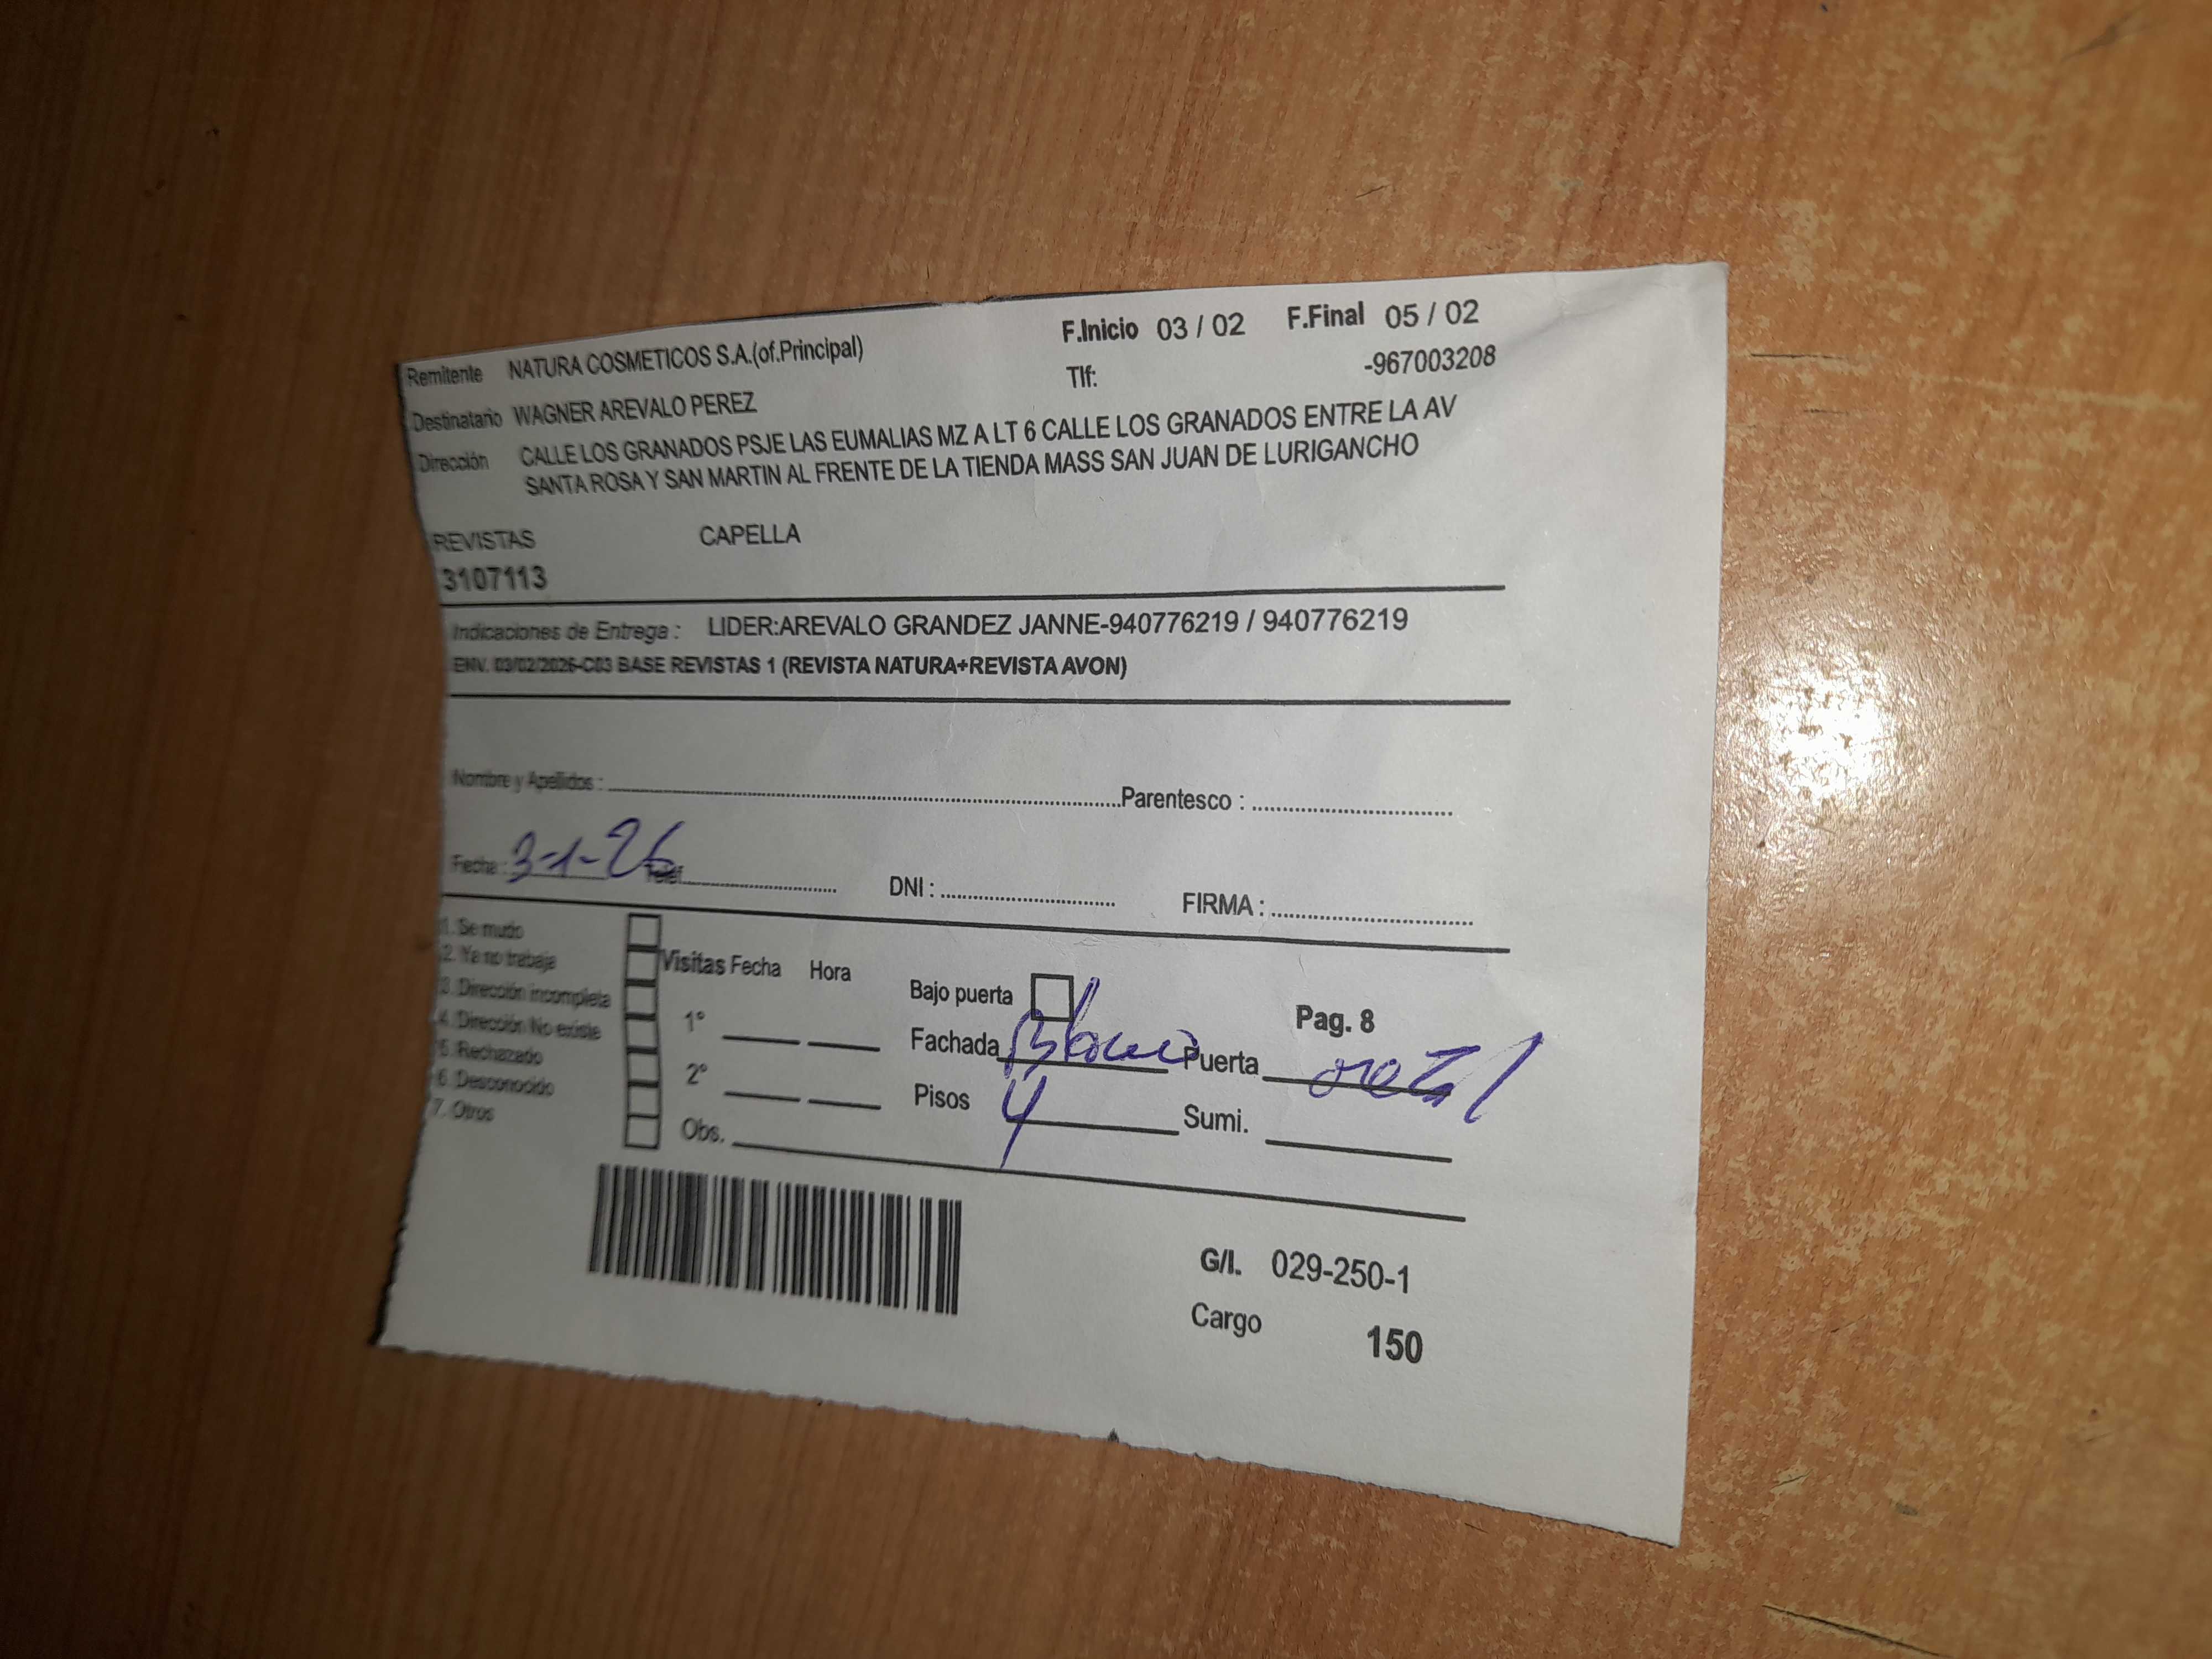 F.Inicio 03 / 02 F.Final 05 / 02
Remitente NATURA COSMETICOS S.A.(of.Principal)
Tlf: -967003208
Destinatario WAGNER AREVALO PEREZ
Dirección CALLE LOS GRANADOS PSJE LAS EUMALIAS MZ A LT 6 CALLE LOS GRANADOS ENTRE LA AV
SANTA ROSA Y SAN MARTIN AL FRENTE DE LA TIENDA MASS SAN JUAN DE LURIGANCHO
REVISTAS CAPELLA
3107113
Indicaciones de Entrega : LIDER:AREVALO GRANDEZ JANNE-940776219 / 940776219
ENV. 03/02/2026-C03 BASE REVISTAS 1 (REVISTA NATURA+REVISTA AVON)
Nombre y Apellidos : Parentesco :
Fecha : 3-1-26 Telef. DNI : FIRMA :
1. Se mudo
2. Ya no trabaja
3. Dirección incompleta
4. Dirección No existe
5. Rechazado
6. Desconocido
7. Otros
Visitas Fecha Hora
1°
2°
Obs.
Bajo puerta
Pag. 8
Fachada Blanco Puerta metal
Pisos 4 Sumi.
G/I. 029-250-1
Cargo 150